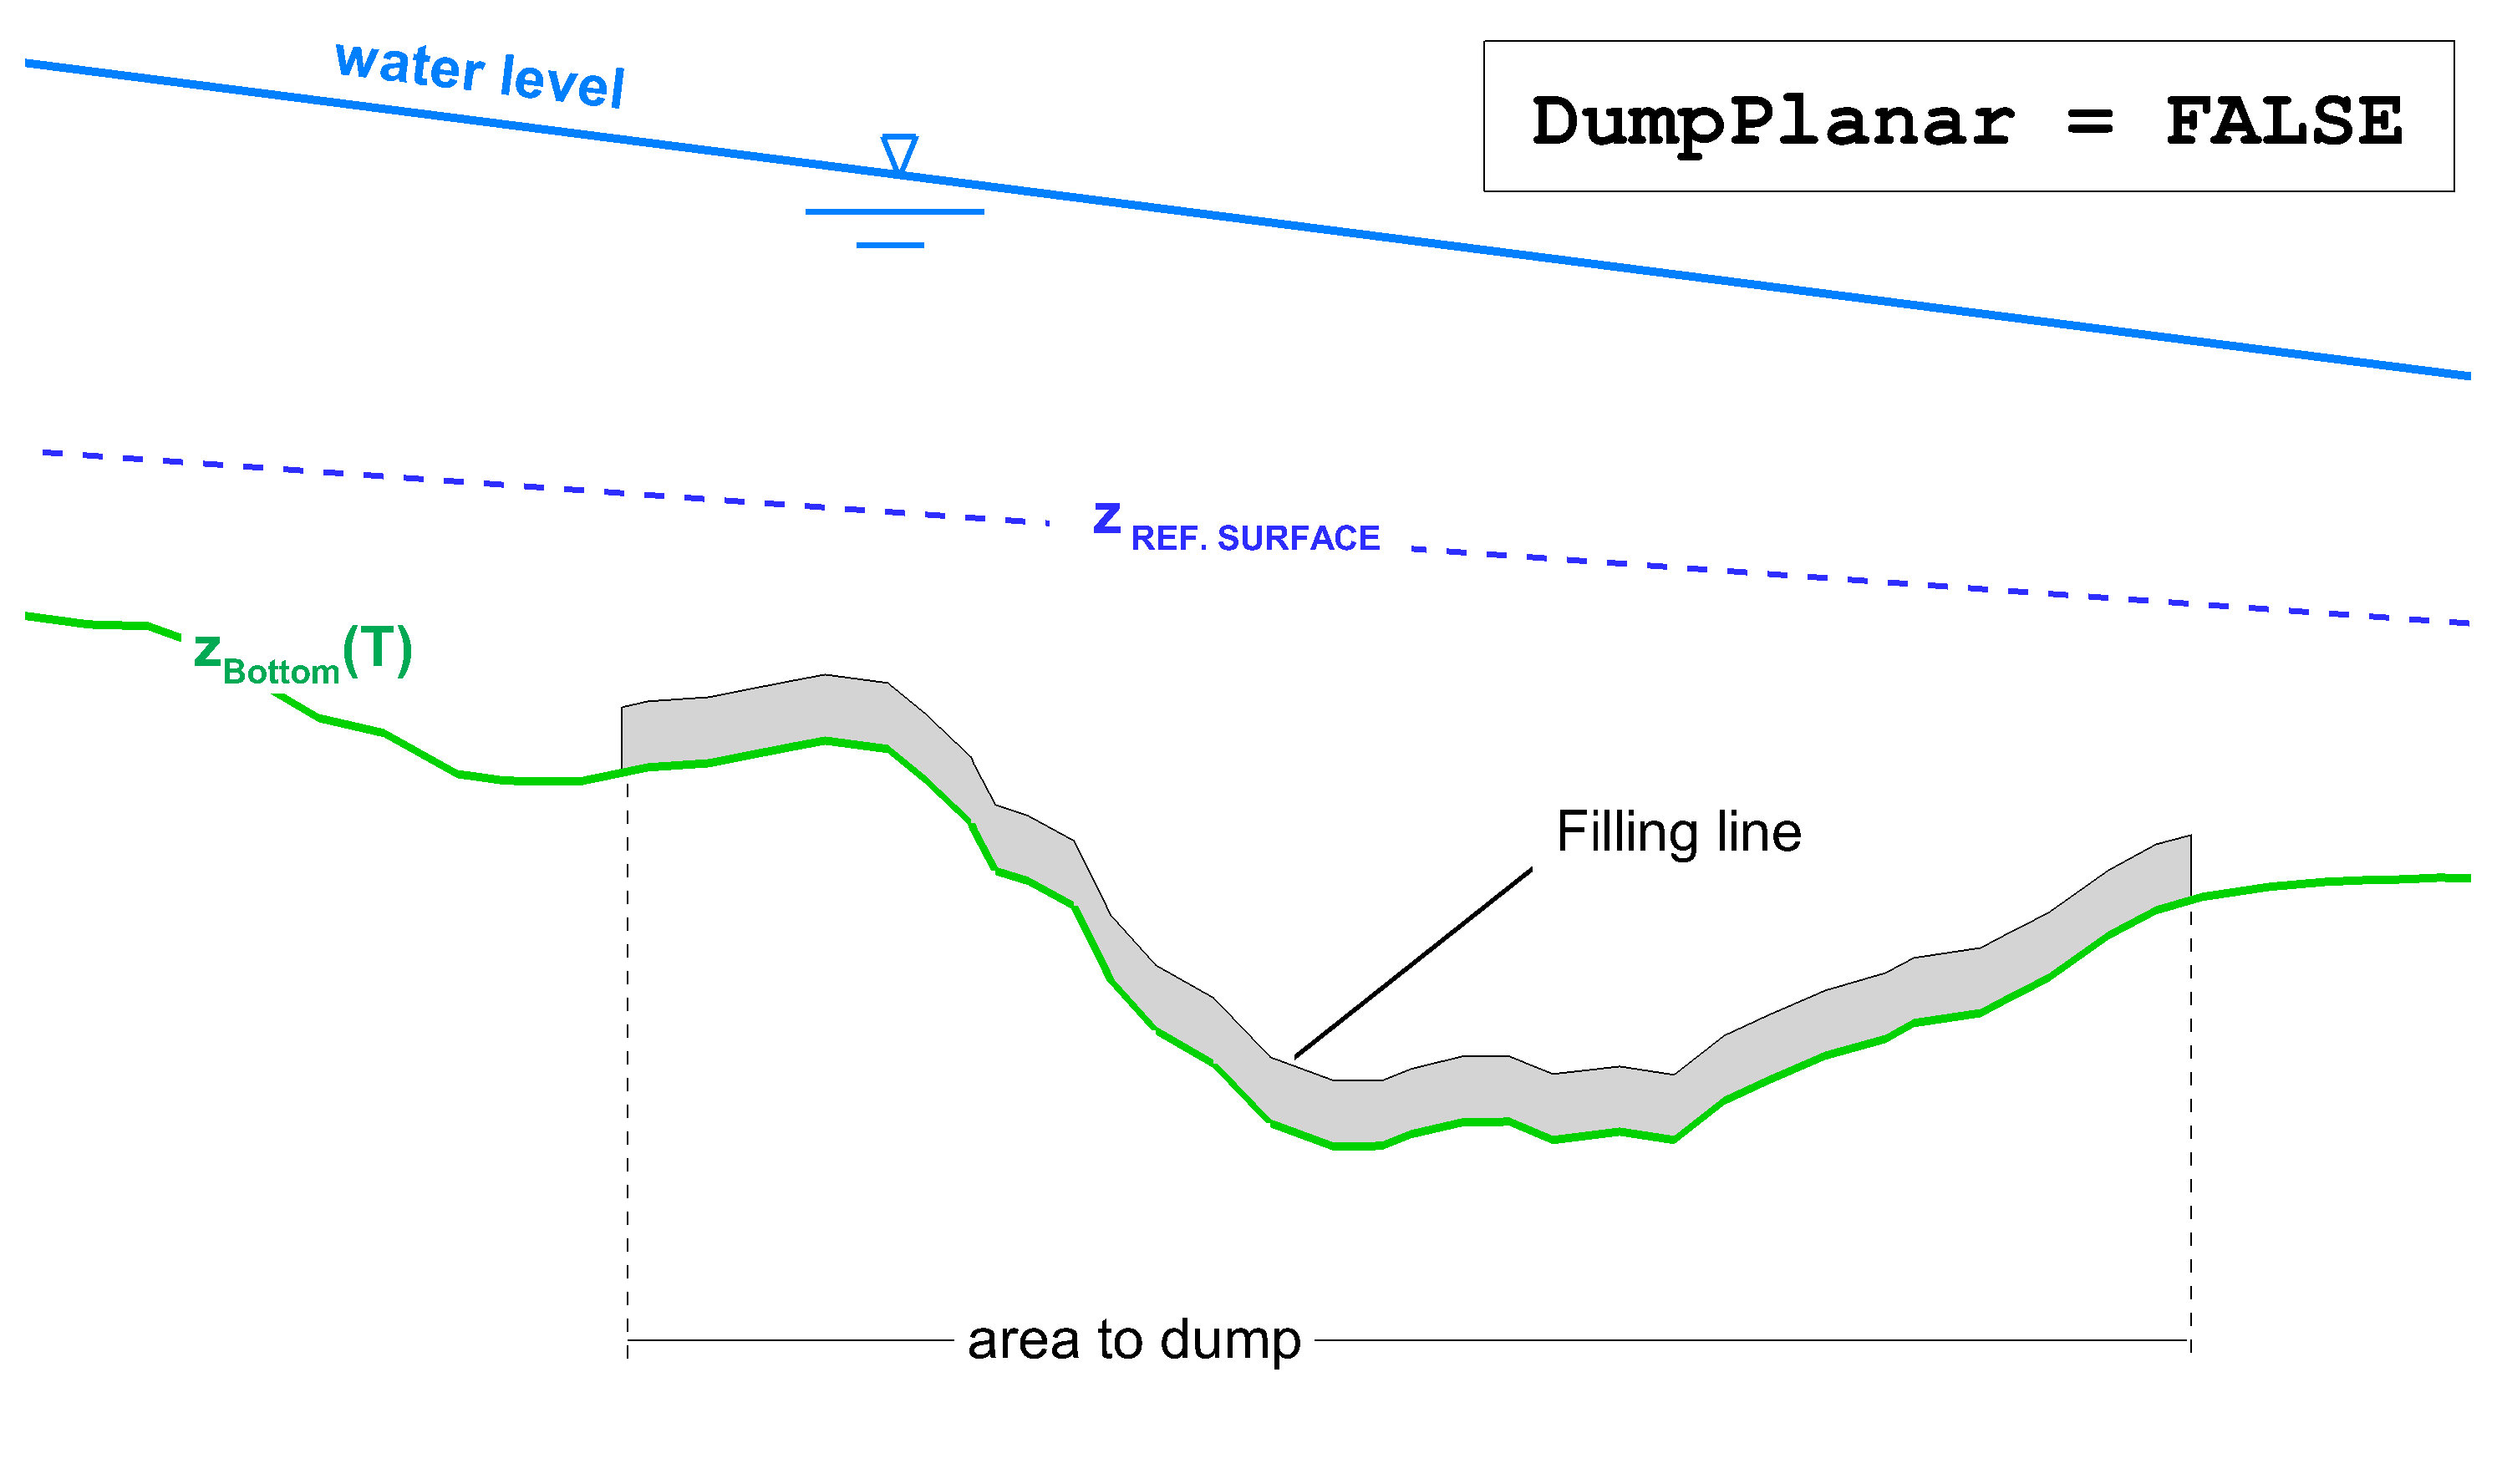 water level
DumpPlanar = FALSE
z REF. SURFACE
zBottom(T)
Filling line
area to dump